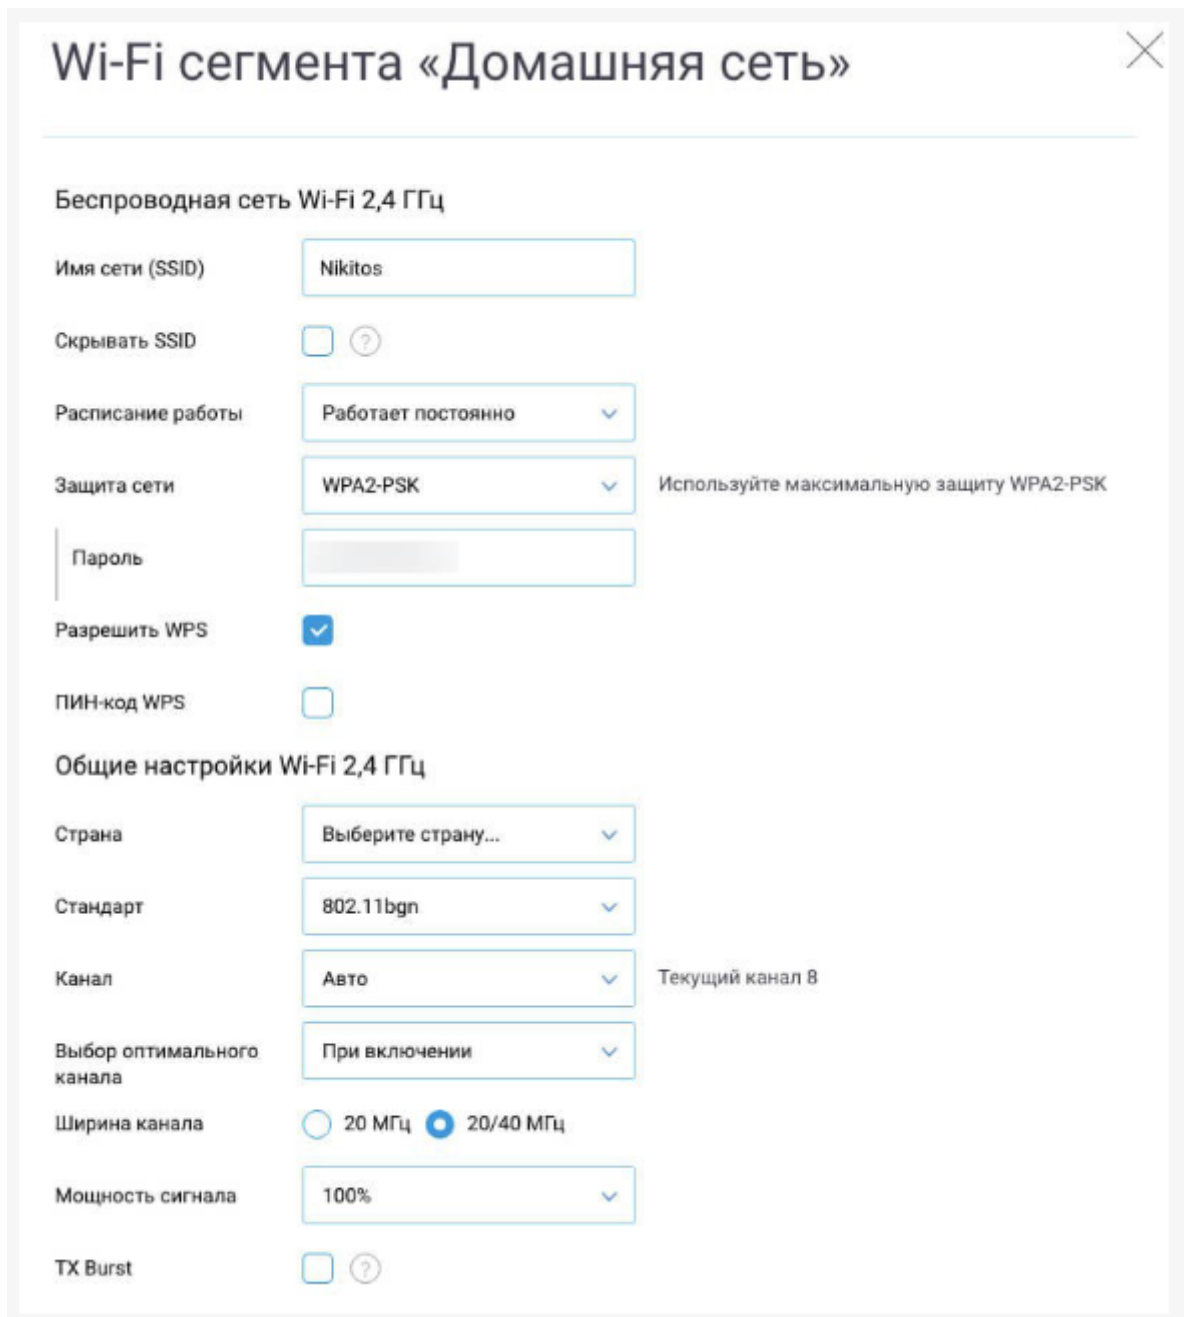 Wi-Fi сегмента «Домашняя сеть»
Беспроводная сеть Wi-Fi 2,4 ГГц
Имя сети (SSID) Nikitos
Скрывать SSID ?
Расписание работы Работает постоянно
Защита сети WPA2-PSK Используйте максимальную защиту WPA2-PSK
Пароль
Разрешить WPS
ПИН-код WPS
Общие настройки Wi-Fi 2,4 ГГц
Страна Выберите страну...
Стандарт 802.11bgn
Канал Авто Текущий канал 8
Выбор оптимального При включении
канала
Ширина канала 20 МГц 20/40 МГц
Мощность сигнала 100%
TX Burst ?